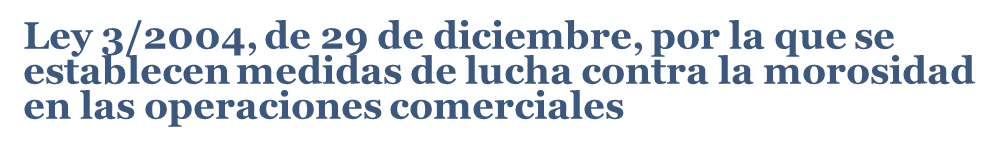 Ley 3/2004, de 29 de diciembre, por la que se
establecen medidas de lucha contra la morosidad
en las operaciones comerciales